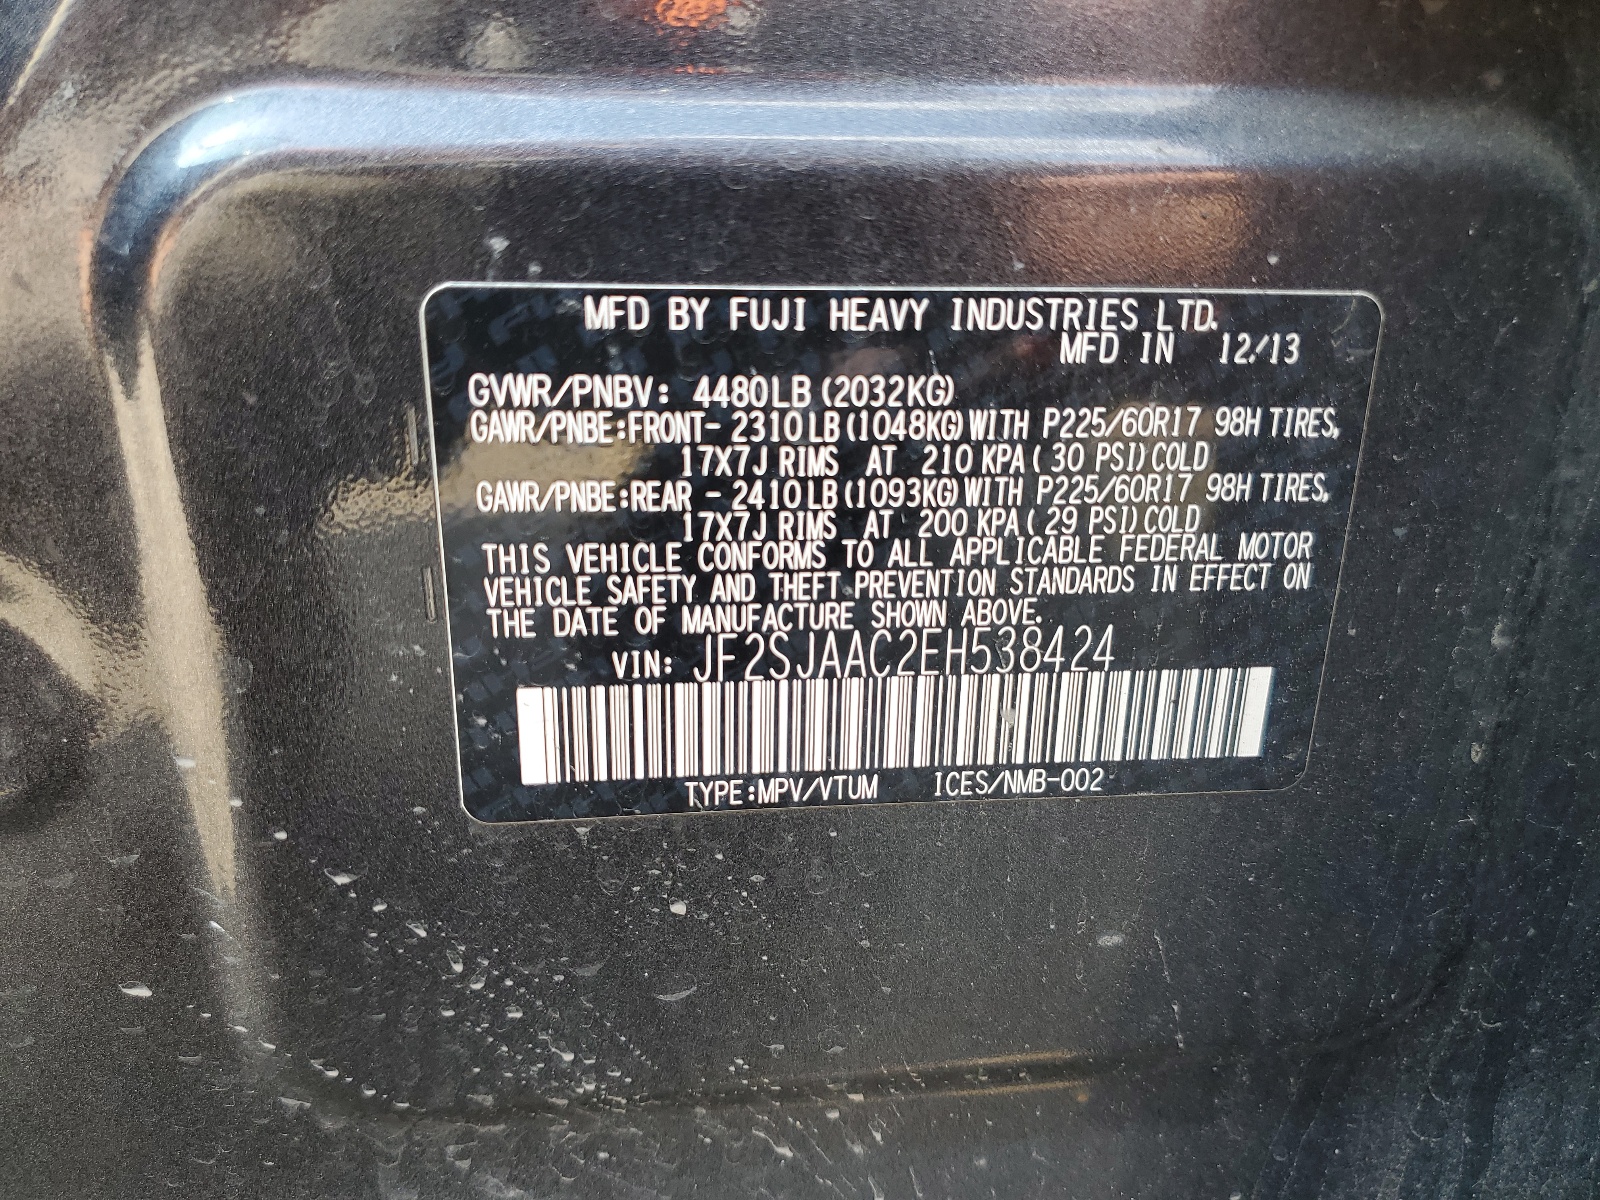 MFD BY FUJI HEAVY INDUSTRIES LTD.
MFD IN 12/13
GVWR/PNBV: 4480LB (2032KG)
GAWR/PNBE:FRONT- 2310 LB (1048KG) WITH P225/60R17 98H TIRES,
17X7J RIMS AT 210 KPA ( 30 PSI) COLD
GAWR/PNBE:REAR - 2410 LB (1093KG) WITH P225/60R17 98H TIRES,
17X7J RIMS AT 200 KPA ( 29 PSI) COLD
THIS VEHICLE CONFORMS TO ALL APPLICABLE FEDERAL MOTOR
VEHICLE SAFETY AND THEFT PREVENTION STANDARDS IN EFFECT ON
THE DATE OF MANUFACTURE SHOWN ABOVE.
VIN: JF2SJAAC2EH538424
TYPE:MPV/VTUM ICES/NMB-002